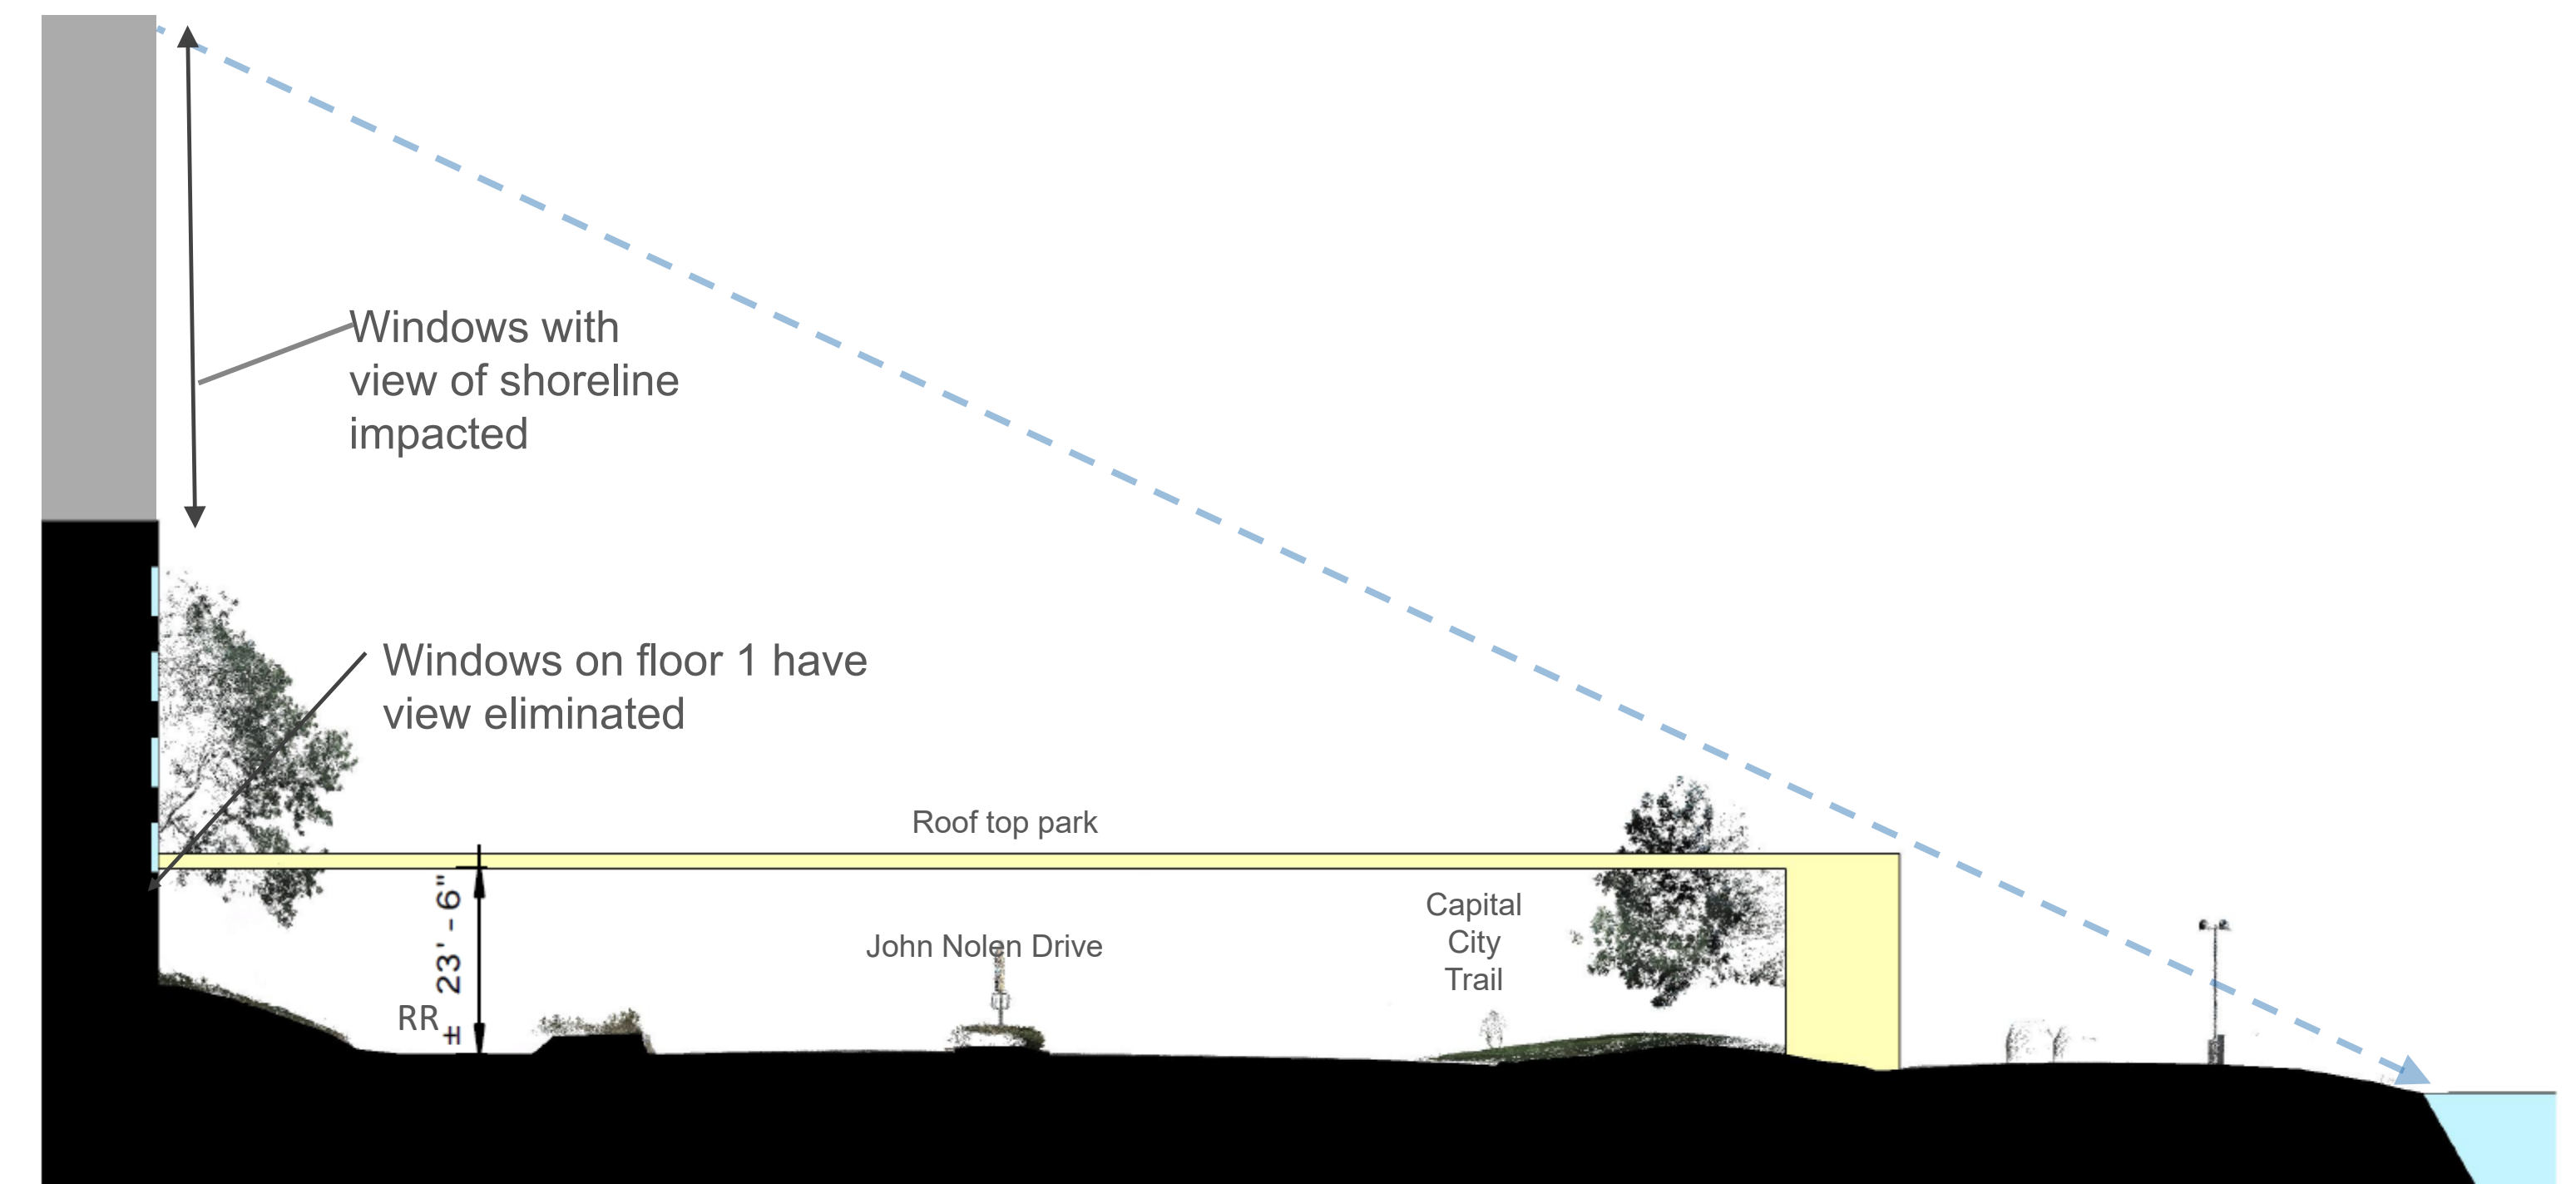 Windows with
view of shoreline
impacted
Windows on floor 1 have
view eliminated
Roof top park
Capital
City
Trail
John Nolen Drive
± 23' - 6"
RR